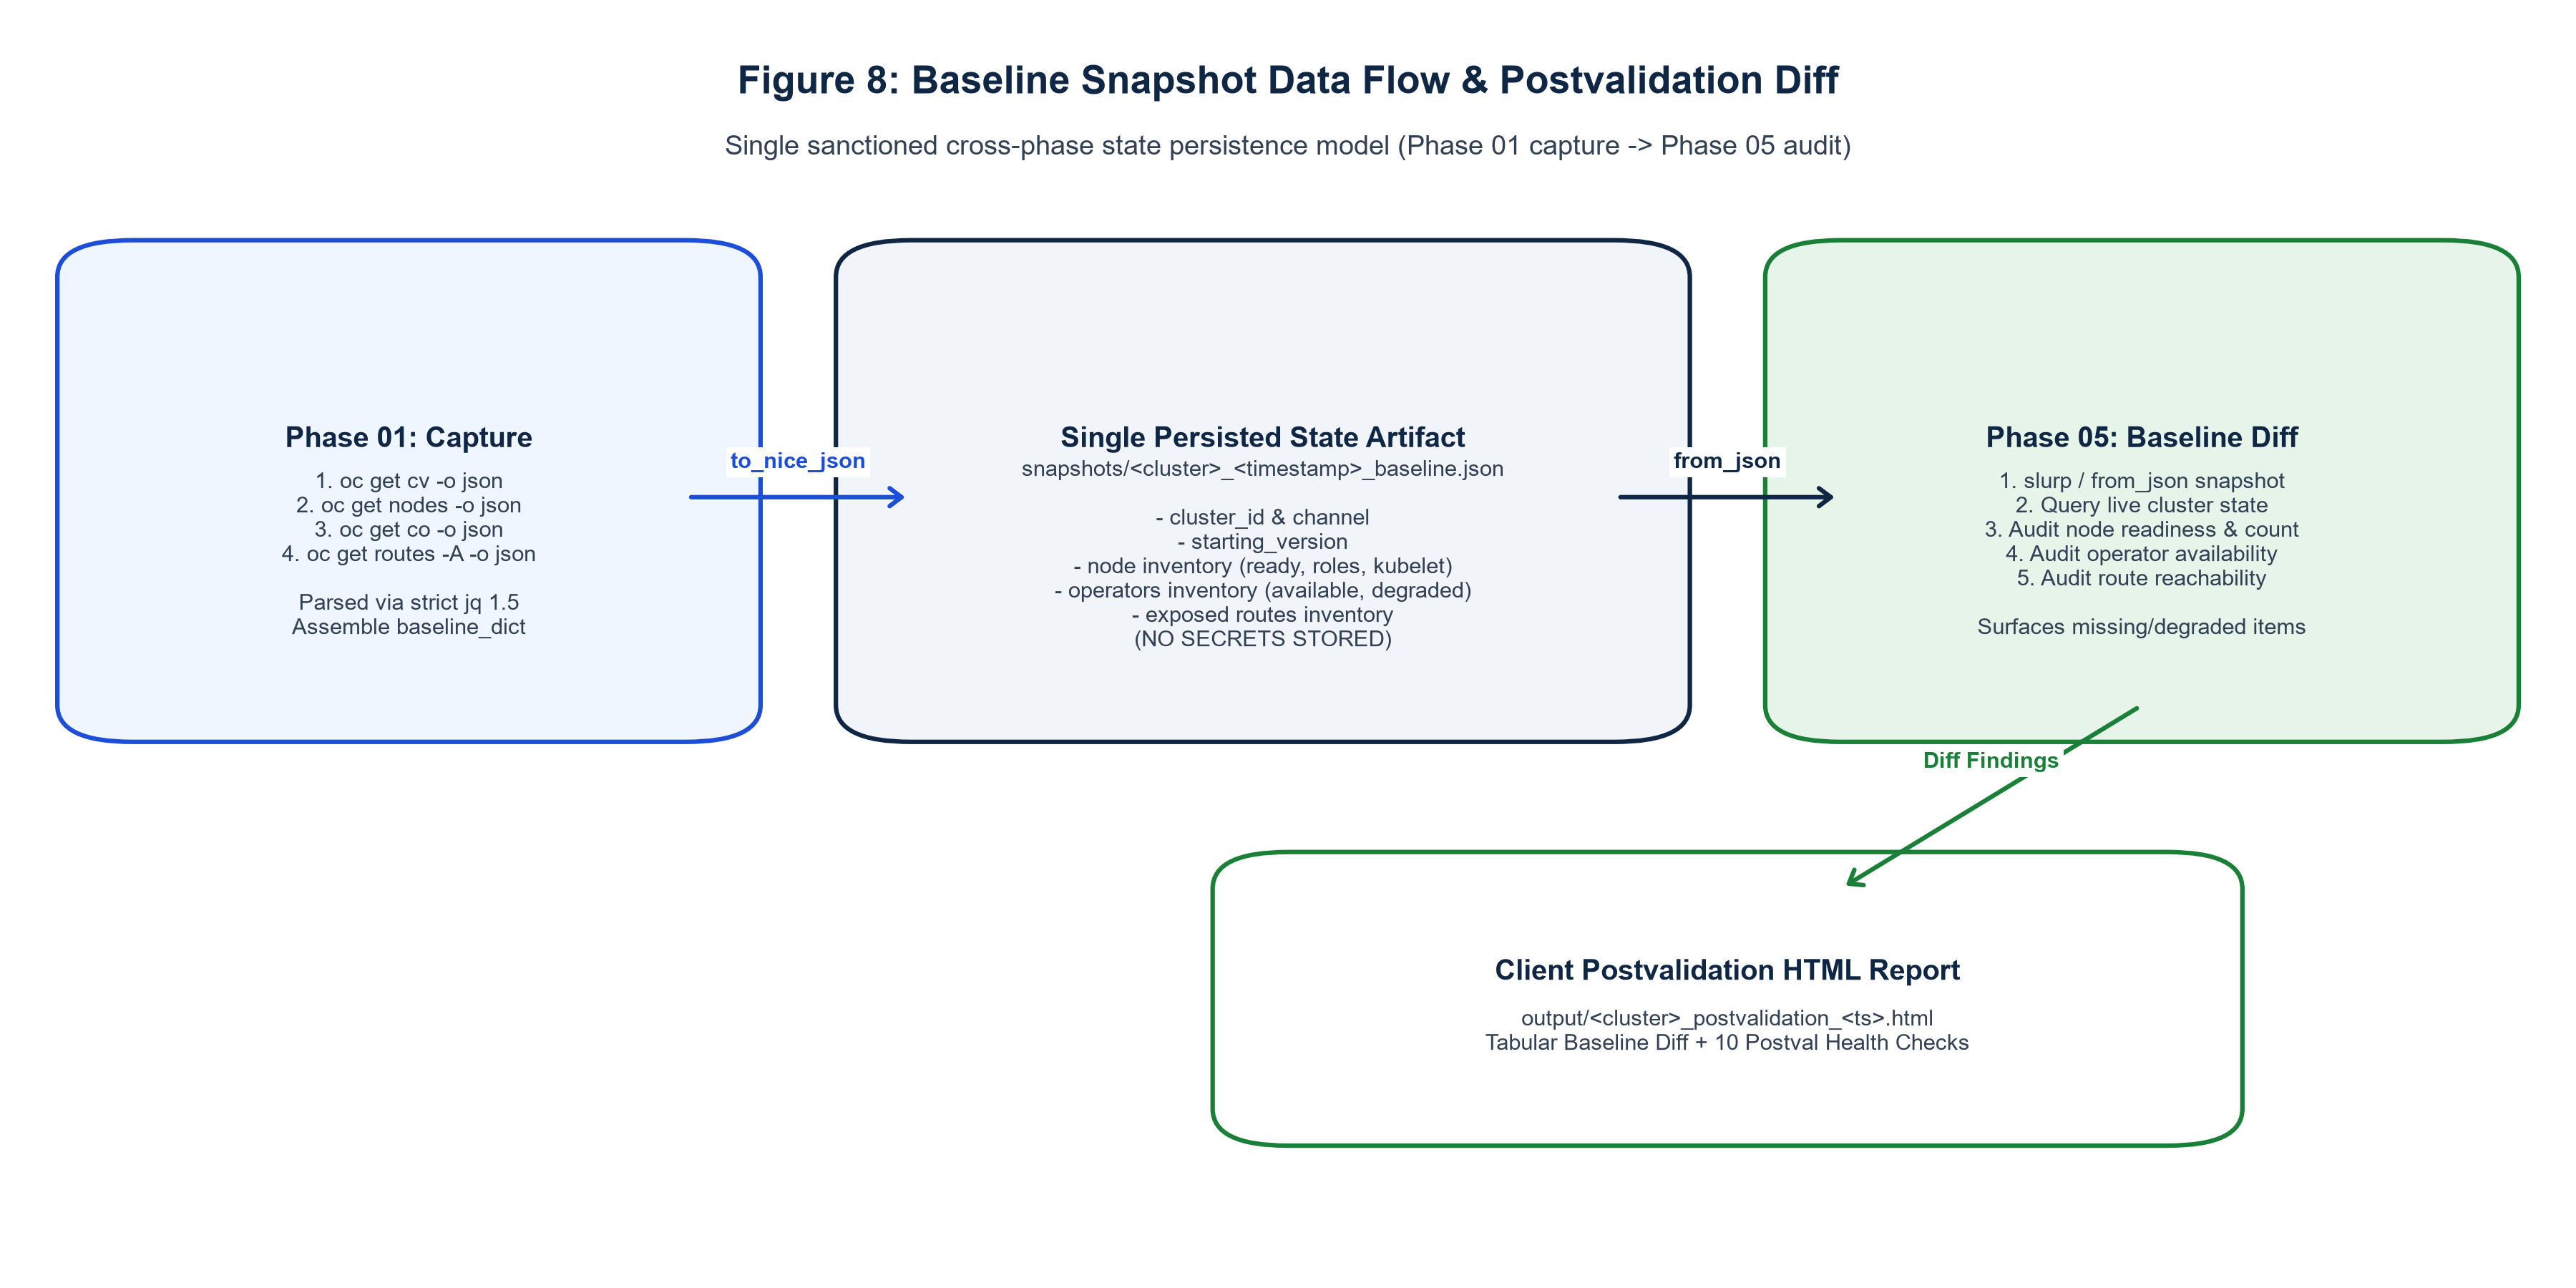 Figure 8: Baseline Snapshot Data Flow & Postvalidation Diff
Single sanctioned cross-phase state persistence model (Phase 01 capture -> Phase 05 audit)
Phase 01: Capture
1. oc get cv -o json
2. oc get nodes -o json
3. oc get co -o json
4. oc get routes -A -o json
Parsed via strict jq 1.5
Assemble baseline_dict
to_nice_json
Single Persisted State Artifact
snapshots/<cluster>_<timestamp>_baseline.json
- cluster_id & channel
- starting_version
- node inventory (ready, roles, kubelet)
- operators inventory (available, degraded)
- exposed routes inventory
(NO SECRETS STORED)
from_json
Phase 05: Baseline Diff
1. slurp / from_json snapshot
2. Query live cluster state
3. Audit node readiness & count
4. Audit operator availability
5. Audit route reachability
Surfaces missing/degraded items
Diff Findings
Client Postvalidation HTML Report
output/<cluster>_postvalidation_<ts>.html
Tabular Baseline Diff + 10 Postval Health Checks